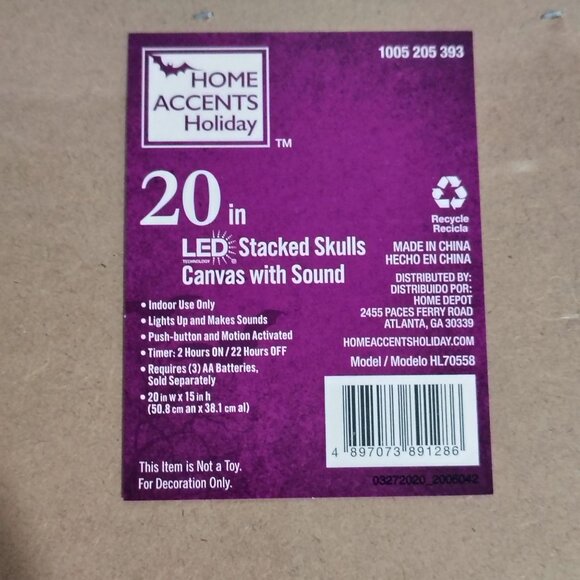 HOME
ACCENTS
Holiday
TM
1005 205 393
20 in
LED Stacked Skulls
TECHNOLOGY
Canvas with Sound
• Indoor Use Only
• Lights Up and Makes Sounds
• Push-button and Motion Activated
• Timer: 2 Hours ON / 22 Hours OFF
• Requires (3) AA Batteries,
Sold Separately
• 20 in w x 15 in h
(50.8 cm an x 38.1 cm al)
This Item is Not a Toy.
For Decoration Only.
Recycle
Recicla
MADE IN CHINA
HECHO EN CHINA
DISTRIBUTED BY:
DISTRIBUIDO POR:
HOME DEPOT
2455 PACES FERRY ROAD
ATLANTA, GA 30339
HOMEACCENTSHOLIDAY.COM
Model / Modelo HL70558
4 897073 891286
03272020_2006042